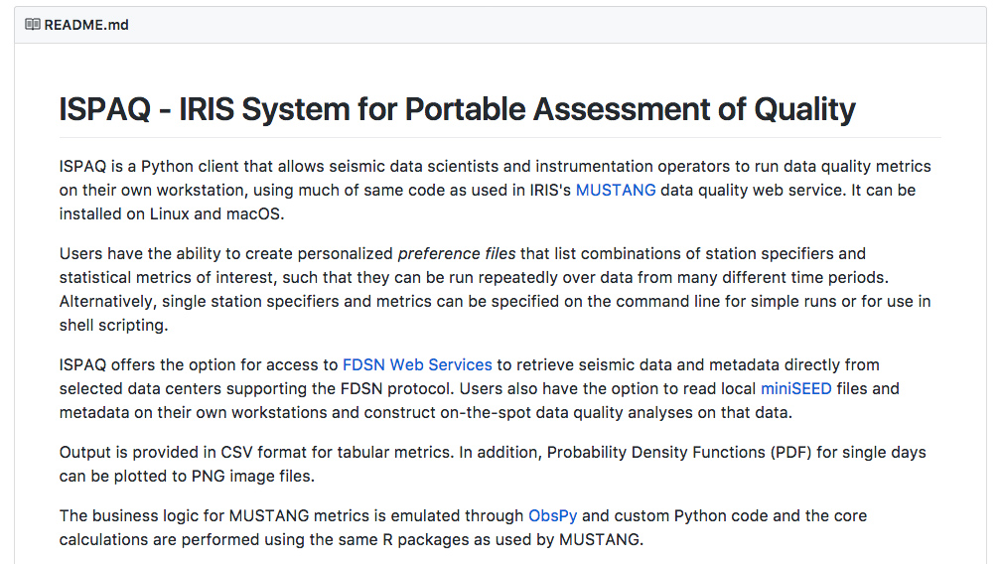 README.md
ISPAQ - IRIS System for Portable Assessment of Quality
ISPAQ is a Python client that allows seismic data scientists and instrumentation operators to run data quality metrics
on their own workstation, using much of same code as used in IRIS's MUSTANG data quality web service. It can be
installed on Linux and macOS.
Users have the ability to create personalized preference files that list combinations of station specifiers and
statistical metrics of interest, such that they can be run repeatedly over data from many different time periods.
Alternatively, single station specifiers and metrics can be specified on the command line for simple runs or for use in
shell scripting.
ISPAQ offers the option for access to FDSN Web Services to retrieve seismic data and metadata directly from
selected data centers supporting the FDSN protocol. Users also have the option to read local miniSEED files and
metadata on their own workstations and construct on-the-spot data quality analyses on that data.
Output is provided in CSV format for tabular metrics. In addition, Probability Density Functions (PDF) for single days
can be plotted to PNG image files.
The business logic for MUSTANG metrics is emulated through ObsPy and custom Python code and the core
calculations are performed using the same R packages as used by MUSTANG.